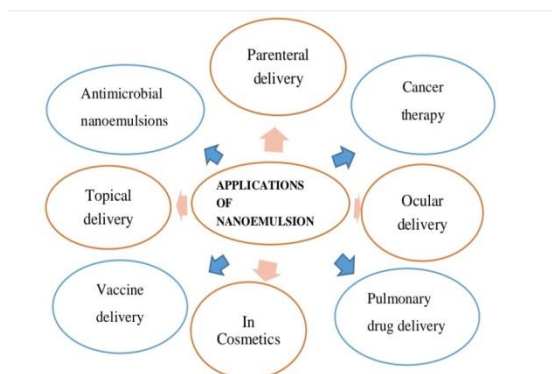 Parenteral
delivery
Antimicrobial
nanoemulsions
Cancer
therapy
Topical
delivery
APPLICATIONS
OF
NANOEMULSION
Ocular
delivery
Vaccine
delivery
In
Cosmetics
Pulmonary
drug delivery